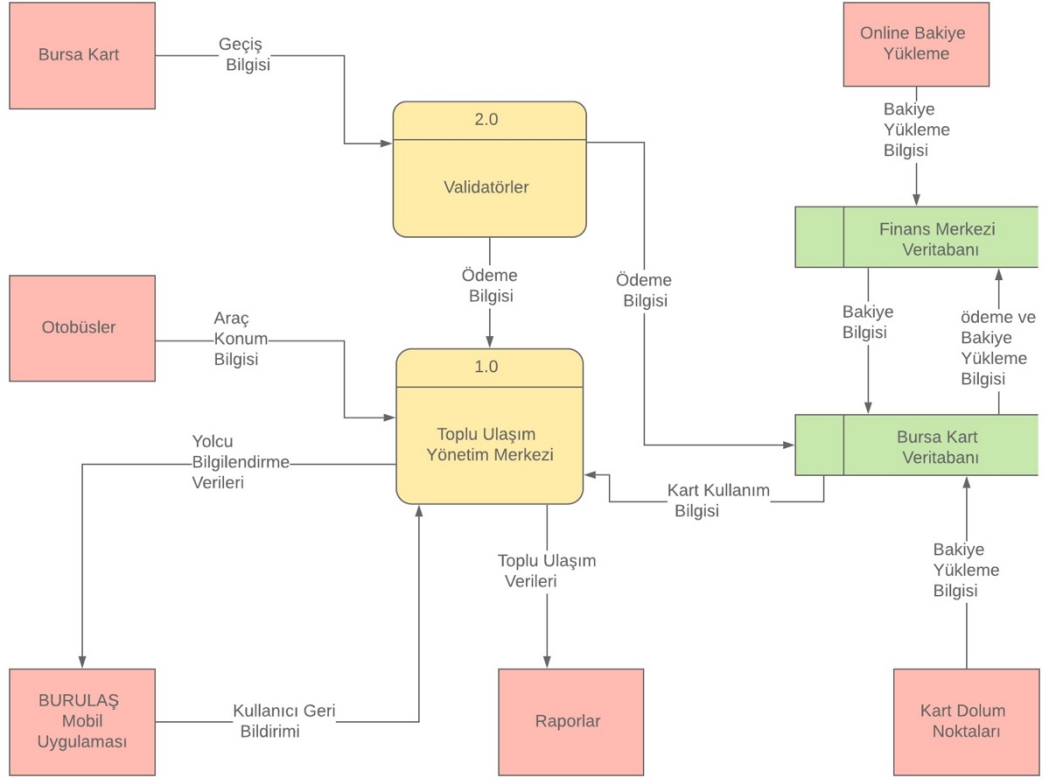 Bursa Kart
Geçiş
Bilgisi
Online Bakiye
Yükleme
2.0
Validatörler
Bakiye
Yükleme
Bilgisi
Finans Merkezi
Veritabanı
Otobüsler
Araç
Konum
Bilgisi
Ödeme
Bilgisi
Ödeme
Bilgisi
Bakiye
Bilgisi
ödeme ve
Bakiye
Yükleme
Bilgisi
1.0
Toplu Ulaşım
Yönetim Merkezi
Bursa Kart
Veritabanı
Yolcu
Bilgilendirme
Verileri
Kart Kullanım
Bilgisi
Toplu Ulaşım
Verileri
Bakiye
Yükleme
Bilgisi
BURULAŞ
Mobil
Uygulaması
Kullanıcı Geri
Bildirimi
Raporlar
Kart Dolum
Noktaları